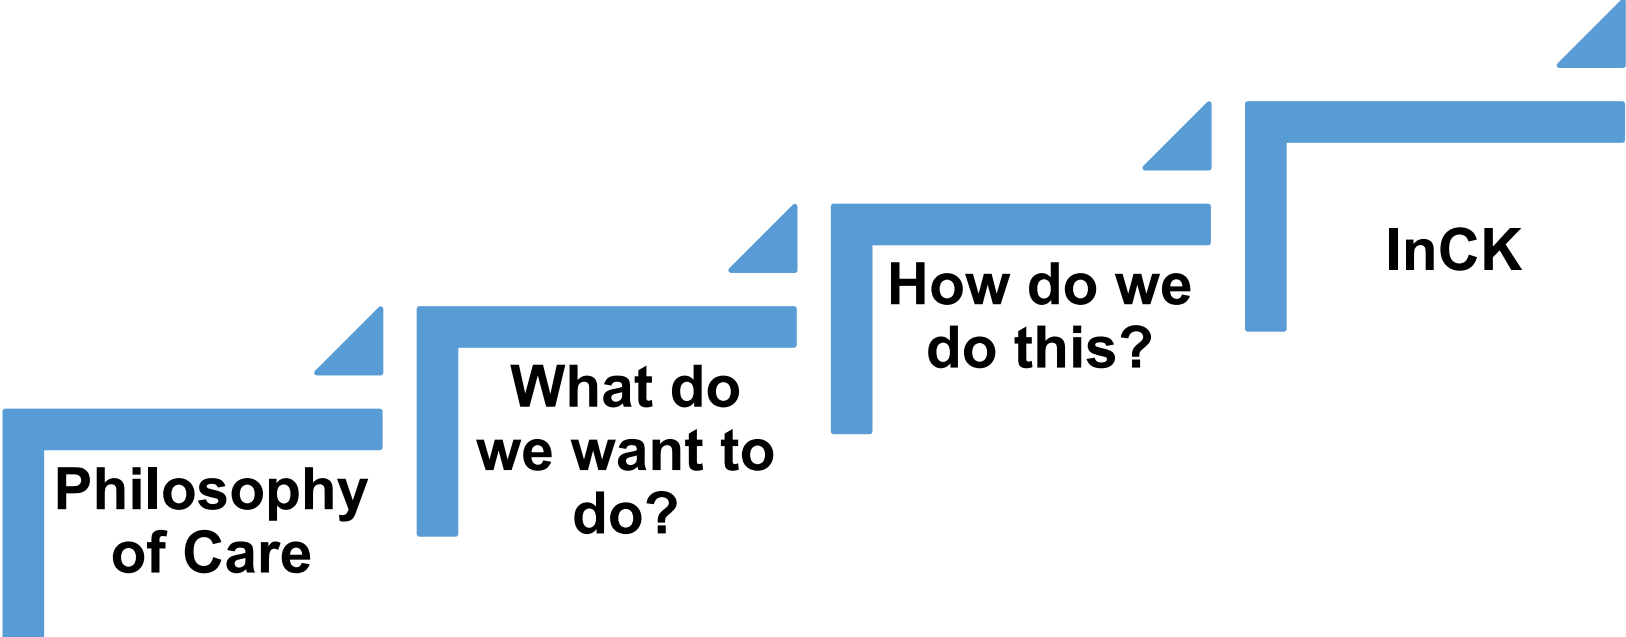 Philosophy
of Care
What do
we want to
do?
How do we
do this?
InCK